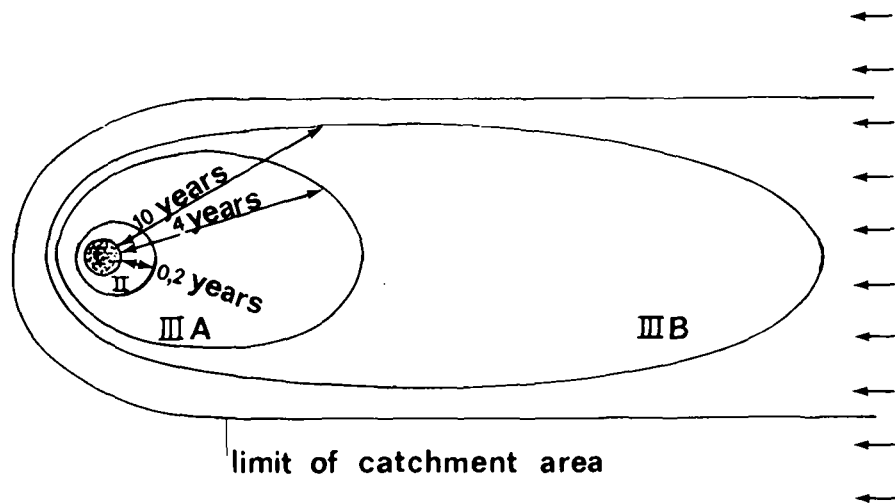 10 years
4 years
II
0,2 years
III A
III B
limit of catchment area